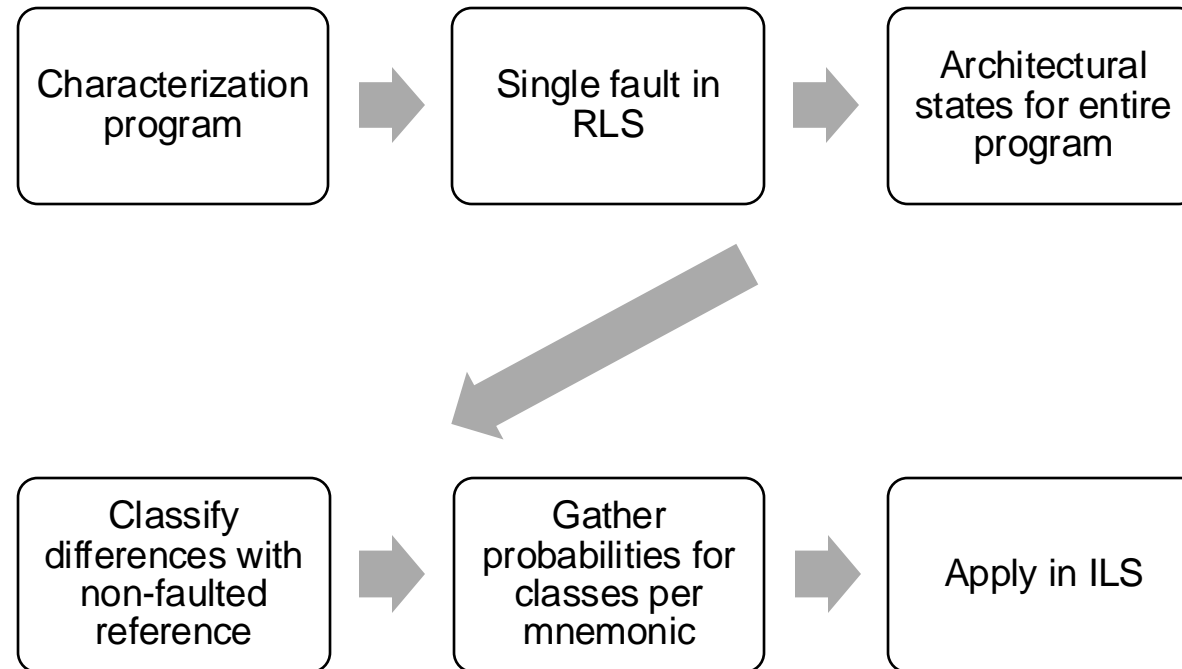 Characterization
program
Single fault in
RLS
Architectural
states for entire
program
Classify
differences with
non-faulted
reference
Gather
probabilities for
classes per
mnemonic
Apply in ILS